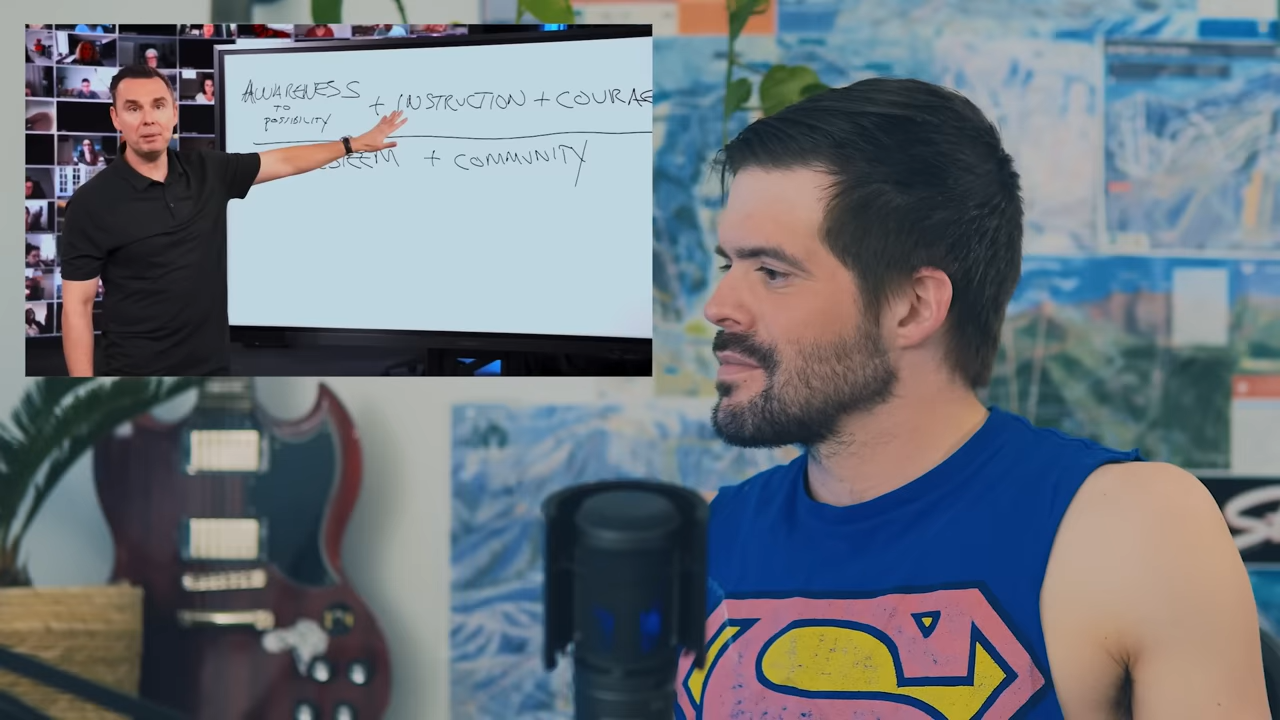 AWARENESS + INSTRUCTION + COURAGE
TO
POSSIBILITY
+ COMMUNITY